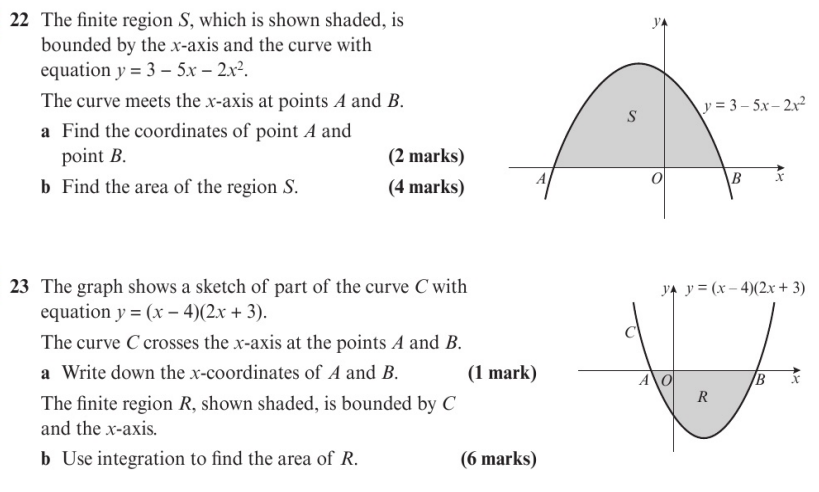 22 The finite region S, which is shown shaded, is
bounded by the x-axis and the curve with
equation y = 3 – 5x – 2x².
The curve meets the x-axis at points A and B.
a Find the coordinates of point A and
point B. (2 marks)
b Find the area of the region S. (4 marks)
y
S
y = 3 – 5x – 2x²
A
O
B
x
23 The graph shows a sketch of part of the curve C with
equation y = (x – 4)(2x + 3).
The curve C crosses the x-axis at the points A and B.
a Write down the x-coordinates of A and B. (1 mark)
The finite region R, shown shaded, is bounded by C
and the x-axis.
b Use integration to find the area of R. (6 marks)
y
y = (x – 4)(2x + 3)
C
A
O
B
x
R